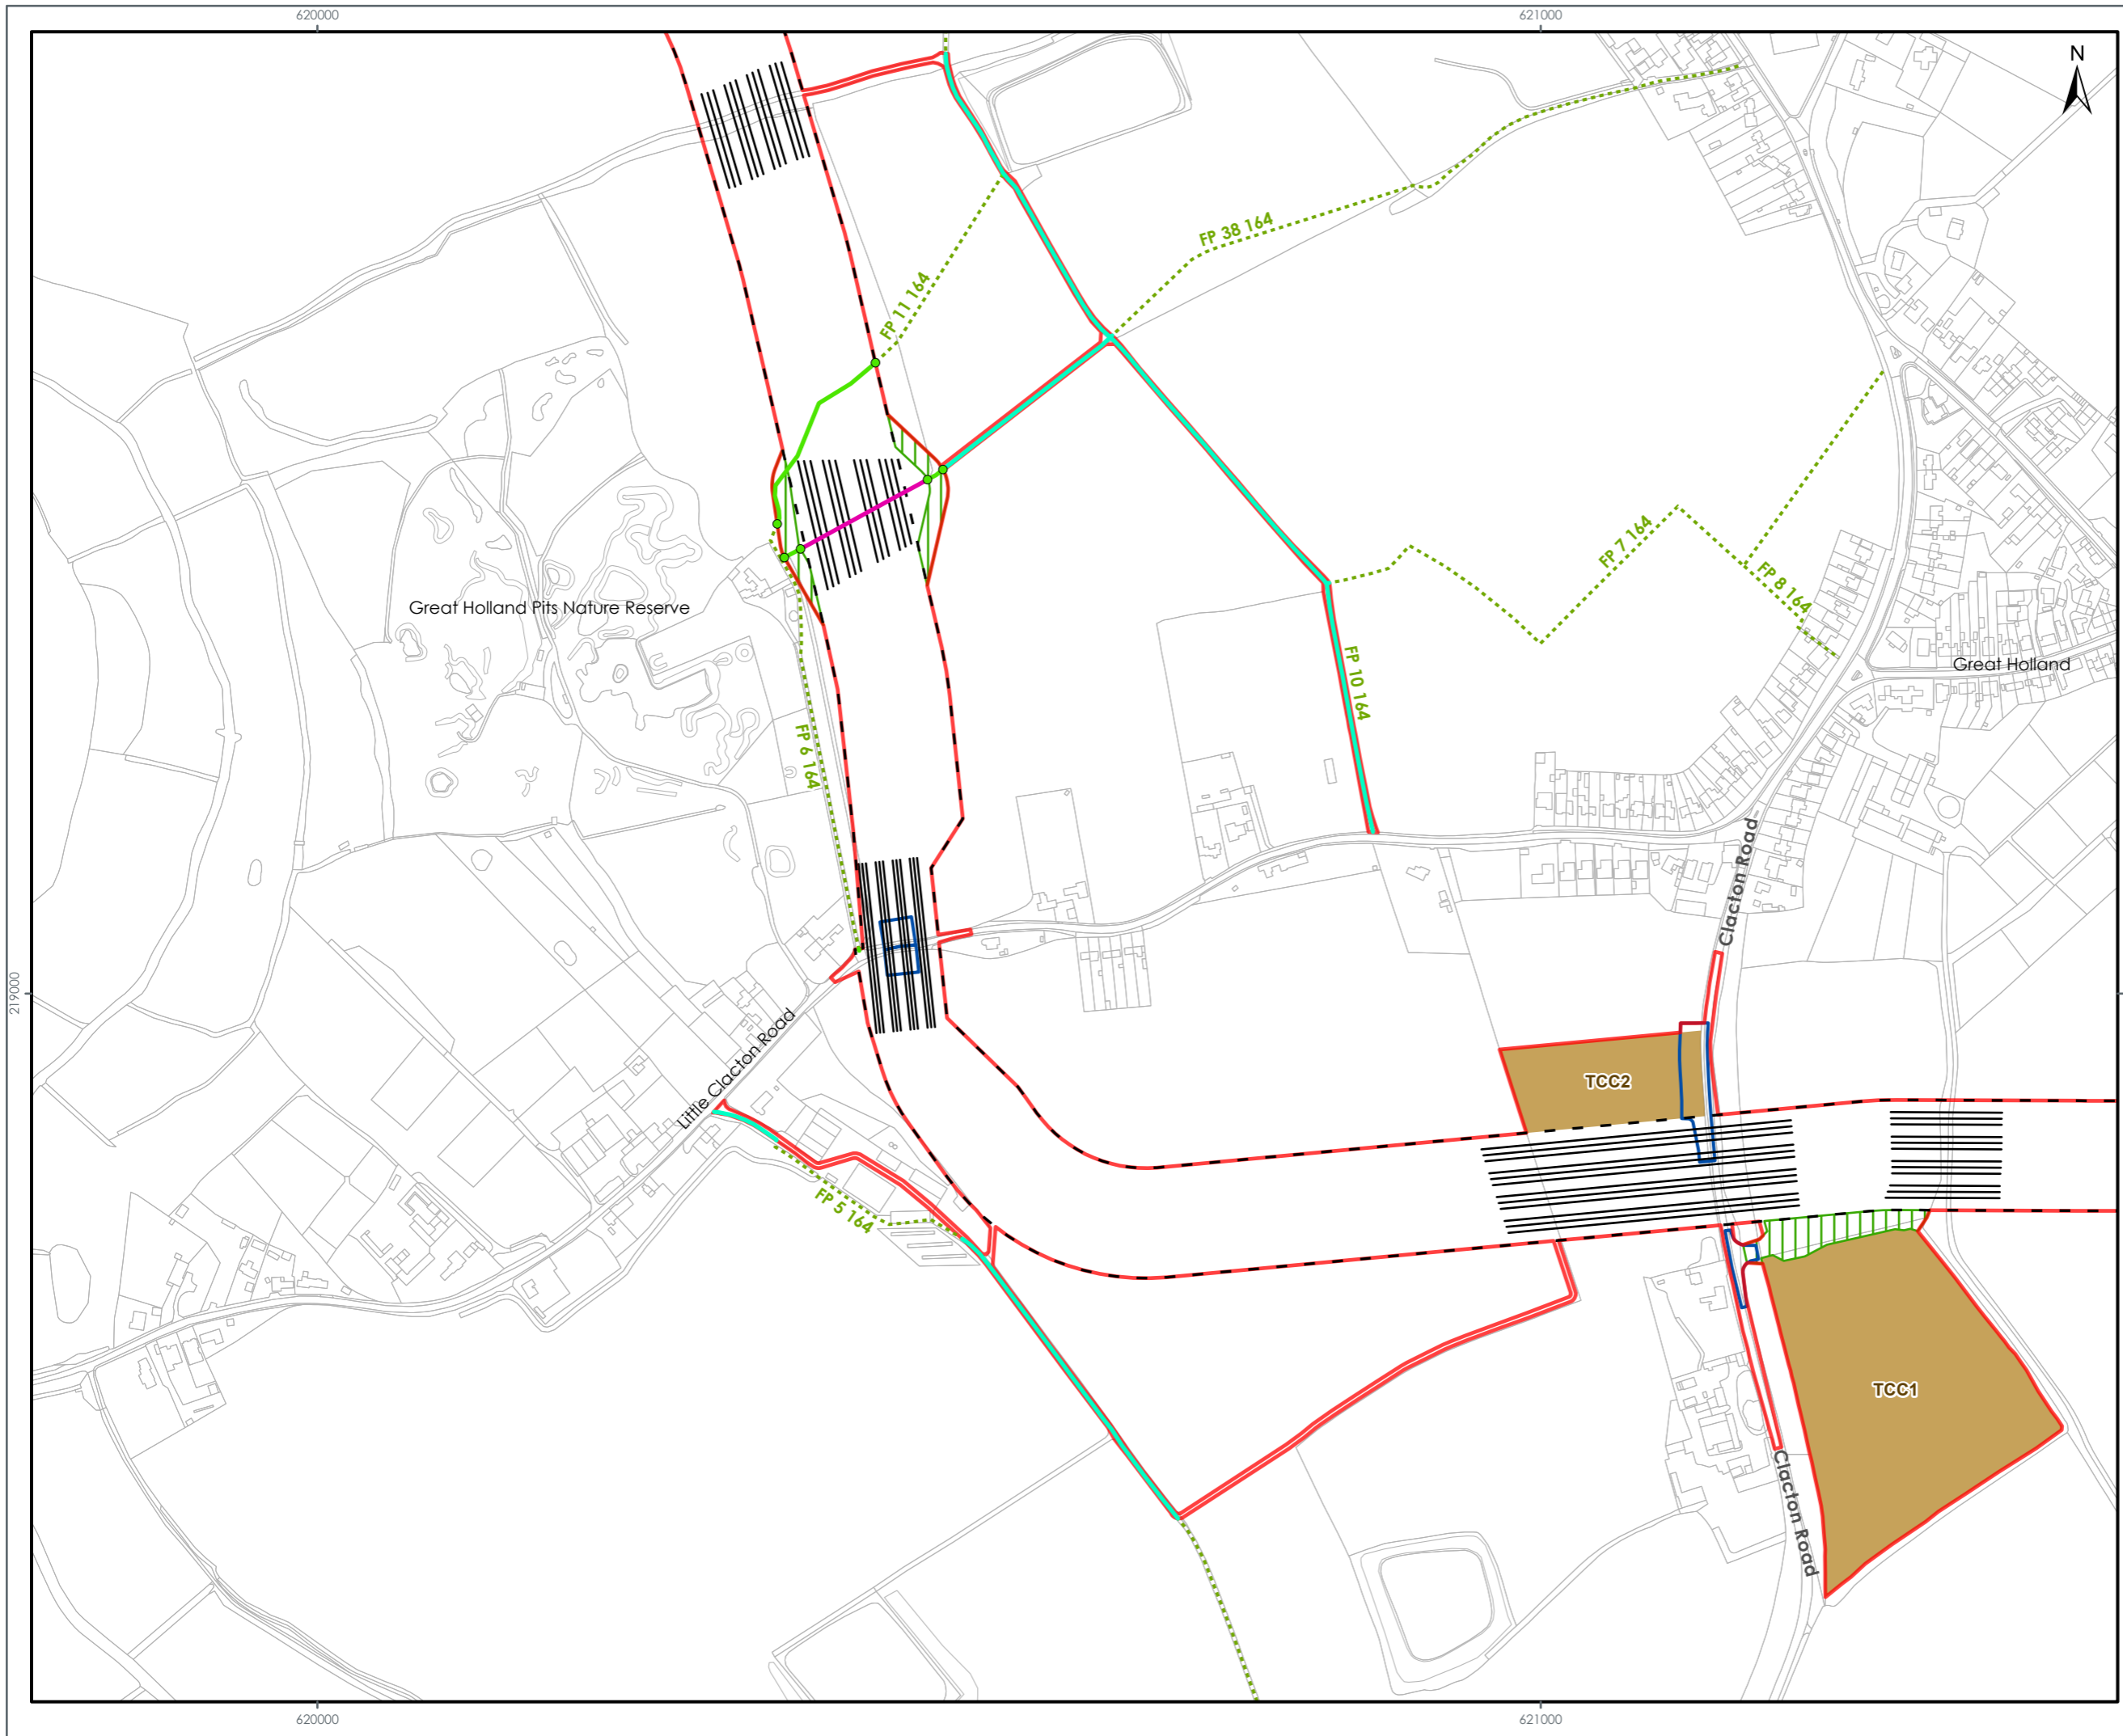 620000
621000
N
FP 38 164
FP 11 164
FP 7 164
FP 8 164
Great Holland Pits Nature Reserve
Great Holland
FP 10 164
FP 6 164
Clacton Road
219000
Little Clacton Road
TCC2
FP 5 164
TCC1
Clacton Road
620000
621000